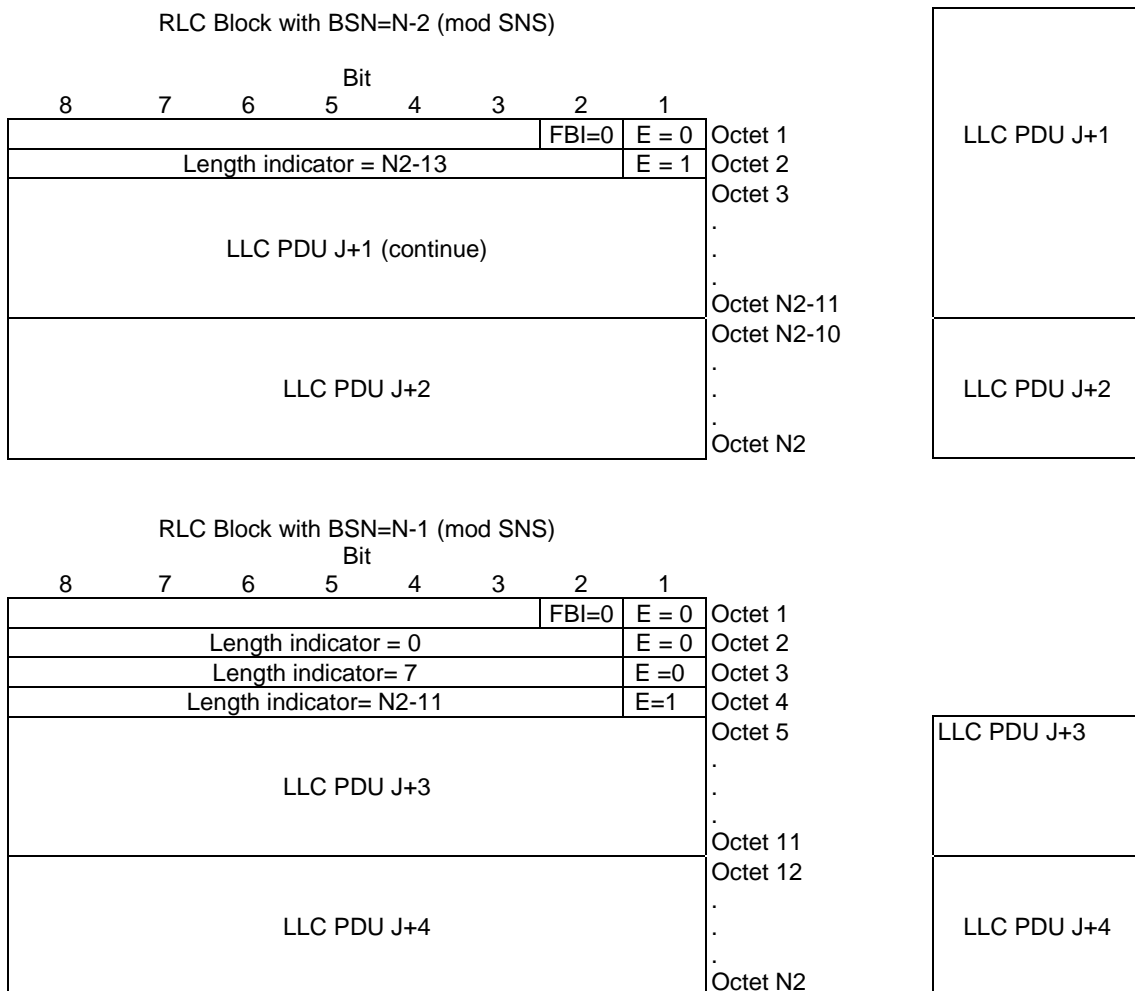 RLC Block with BSN=N-2 (mod SNS)
Bit
8 7 6 5 4 3 2 1
FBI=0 E = 0 Octet 1 LLC PDU J+1
Length indicator = N2-13 E = 1 Octet 2
Octet 3
.
LLC PDU J+1 (continue) .
.
Octet N2-11
Octet N2-10
.
LLC PDU J+2 . LLC PDU J+2
.
Octet N2
RLC Block with BSN=N-1 (mod SNS)
Bit
8 7 6 5 4 3 2 1
FBI=0 E = 0 Octet 1
Length indicator = 0 E = 0 Octet 2
Length indicator= 7 E =0 Octet 3
Length indicator= N2-11 E=1 Octet 4
Octet 5 LLC PDU J+3
.
LLC PDU J+3 .
.
Octet 11
Octet 12
.
LLC PDU J+4 . LLC PDU J+4
.
Octet N2